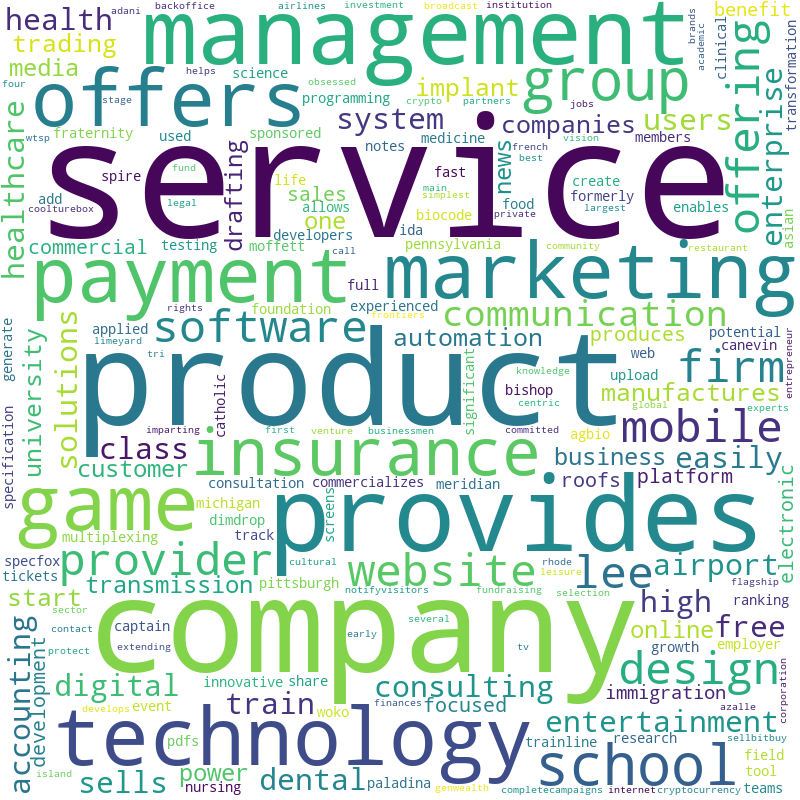 adani
backoffice
airlines
investment
broadcast
institution
health
management
brands
academic
clinical
benefit
transformation
trading
offers
group
offering
media
four
stage
helps
science
obsessed
crypto
partners
implant
programming
jobs
wtsp
fraternity
used
sponsored
system
french
companies
users
enterprise
healthcare
service
notes
medicine
best
vision
members
add
spire
fund
life
fast
main
simplest
create
formerly
coolturebox
legal
drafting
sales
allows
private
largest
enables
asian
one
biocode
news
food
commercial
testing
moffett
developers
call
ida
pennsylvania
community
restaurant
payment
full
marketing
rights
foundation
experienced
communication
frontiers
generate
applied
limeyard
software
automation
produces
potential
canevin
tri
product
web
firm
entrepreneur
university
solutions
knowledge
upload
centric
bishop
manufactures
global
experts
significant
catholic
imparting
first
venture
businessmen
committed
agbio
mobile
class
insurance
business
easily
specification
customer
consultation
commercializes
meridian
roofs
platform
electronic
game
michigan
screens
provides
dimdrop
track
multiplexing
specfox
provider
cultural
website
rhode
lee
airport
tickets
transmission
pittsburgh
notifyvisitors
leisure
fundraising
selection
flagship
start
sector
company
high
ranking
contact
captain
early
several
online
free
protect
extending
tv
growth
employer
accounting
development
design
digital
innovative
share
consulting
immigration
corporation
develops
event
train
finances
focused
azalle
technology
woko
entertainment
pdfs
trainline
research
sellbitbuy
island
power
school
field
tool
sells
nursing
dental
paladina
completecampaigns
genwealth
internet
cryptocurrency
teams